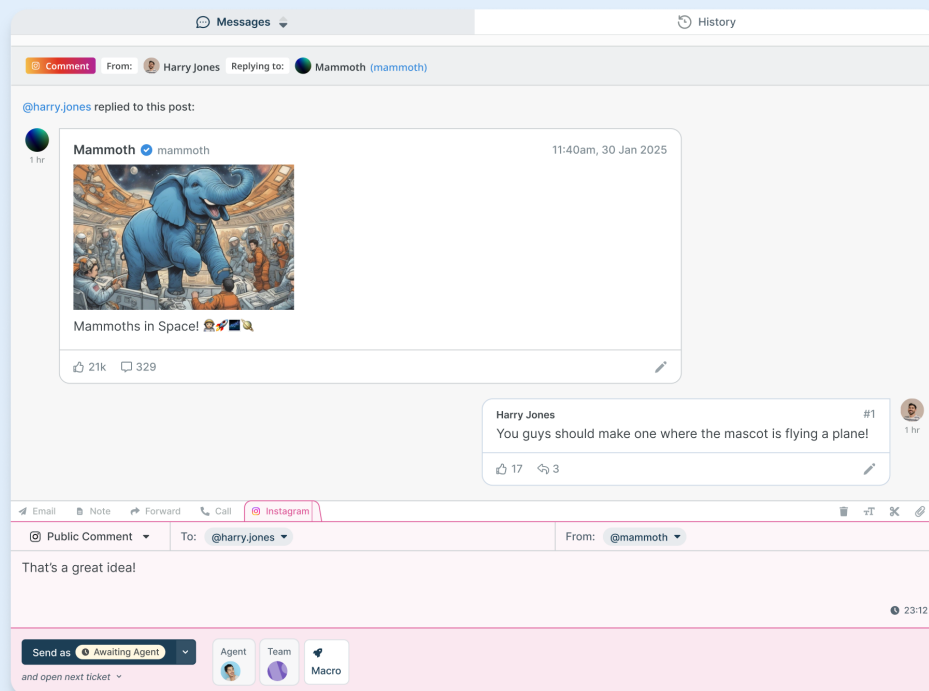 Messages
History
Comment From: Harry Jones Replying to: Mammoth (mammoth)
@harry.jones replied to this post:
Mammoth mammoth 11:40am, 30 Jan 2025
1 hr
Mammoths in Space!
21k 329
Harry Jones #1
You guys should make one where the mascot is flying a plane!
1 hr
17 3
Email Note Forward Call Instagram
Public Comment To: @harry.jones From: @mammoth
That's a great idea!
23:12
Send as Awaiting Agent
Agent Team Macro
and open next ticket